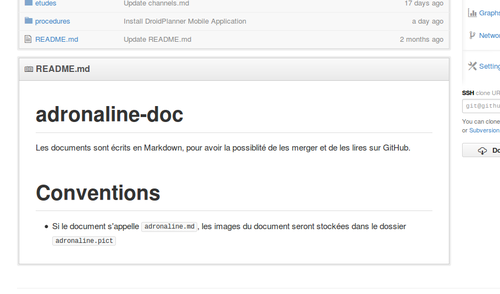 etudes Update channels.md 17 days ago
procedures Install DroidPlanner Mobile Application a day ago
README.md Update README.md 2 months ago
README.md
adronaline-doc
Les documents sont écrits en Markdown, pour avoir la possiblité de les merger et de les lires sur GitHub.
Conventions
Si le document s'appelle adronaline.md, les images du document seront stockées dans le dossier
adronaline.pict
Graphs
Netwo
Settin
SSH clone UR
git@githu
You can clone
or Subversion